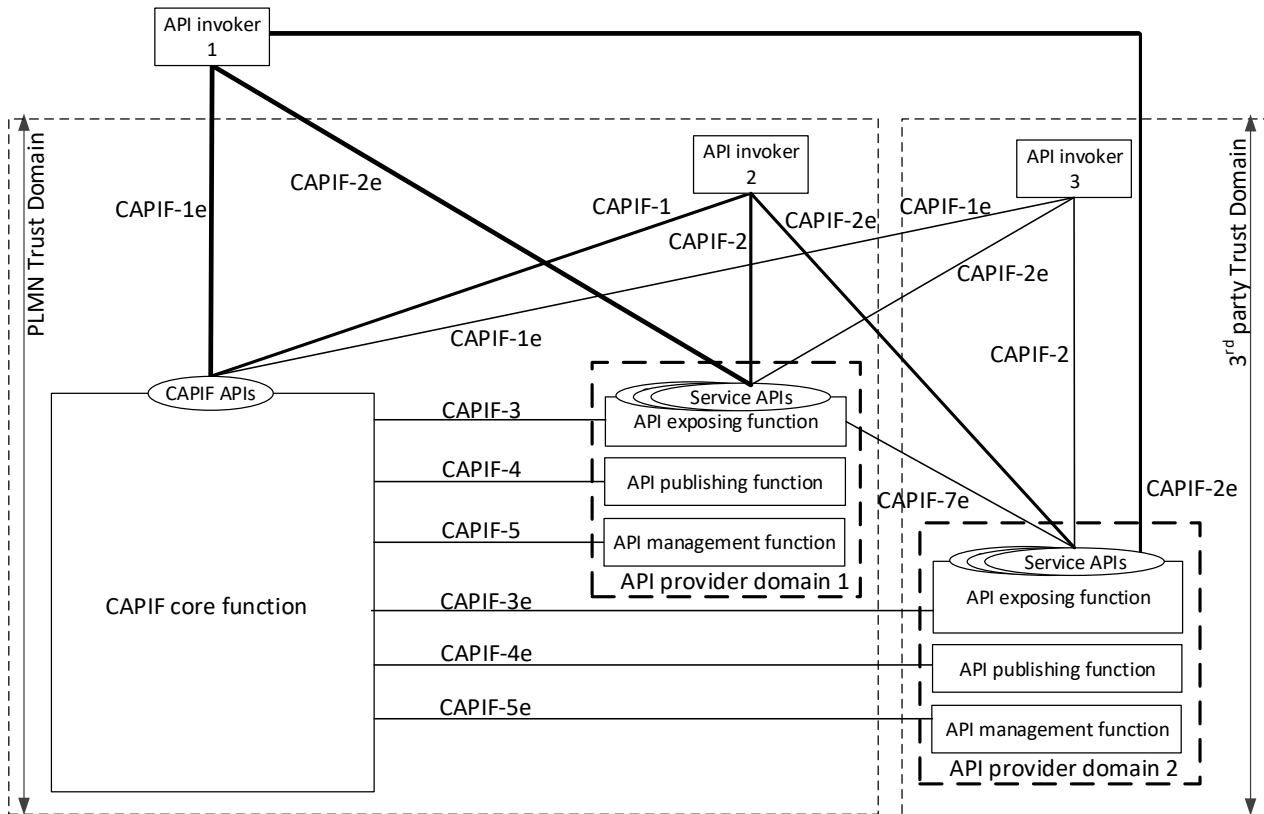 API invoker
1
PLMN Trust Domain
3rd party Trust Domain
API invoker
2
API invoker
3
CAPIF-1e
CAPIF-2e
CAPIF-1
CAPIF-2
CAPIF-2e
CAPIF-1e
CAPIF-2e
CAPIF-1e
CAPIF-2
CAPIF APIs
Service APIs
API exposing function
API publishing function
API management function
API provider domain 1
CAPIF-3
CAPIF-4
CAPIF-5
CAPIF-7e
CAPIF-2e
CAPIF core function
CAPIF-3e
CAPIF-4e
CAPIF-5e
Service APIs
API exposing function
API publishing function
API management function
API provider domain 2